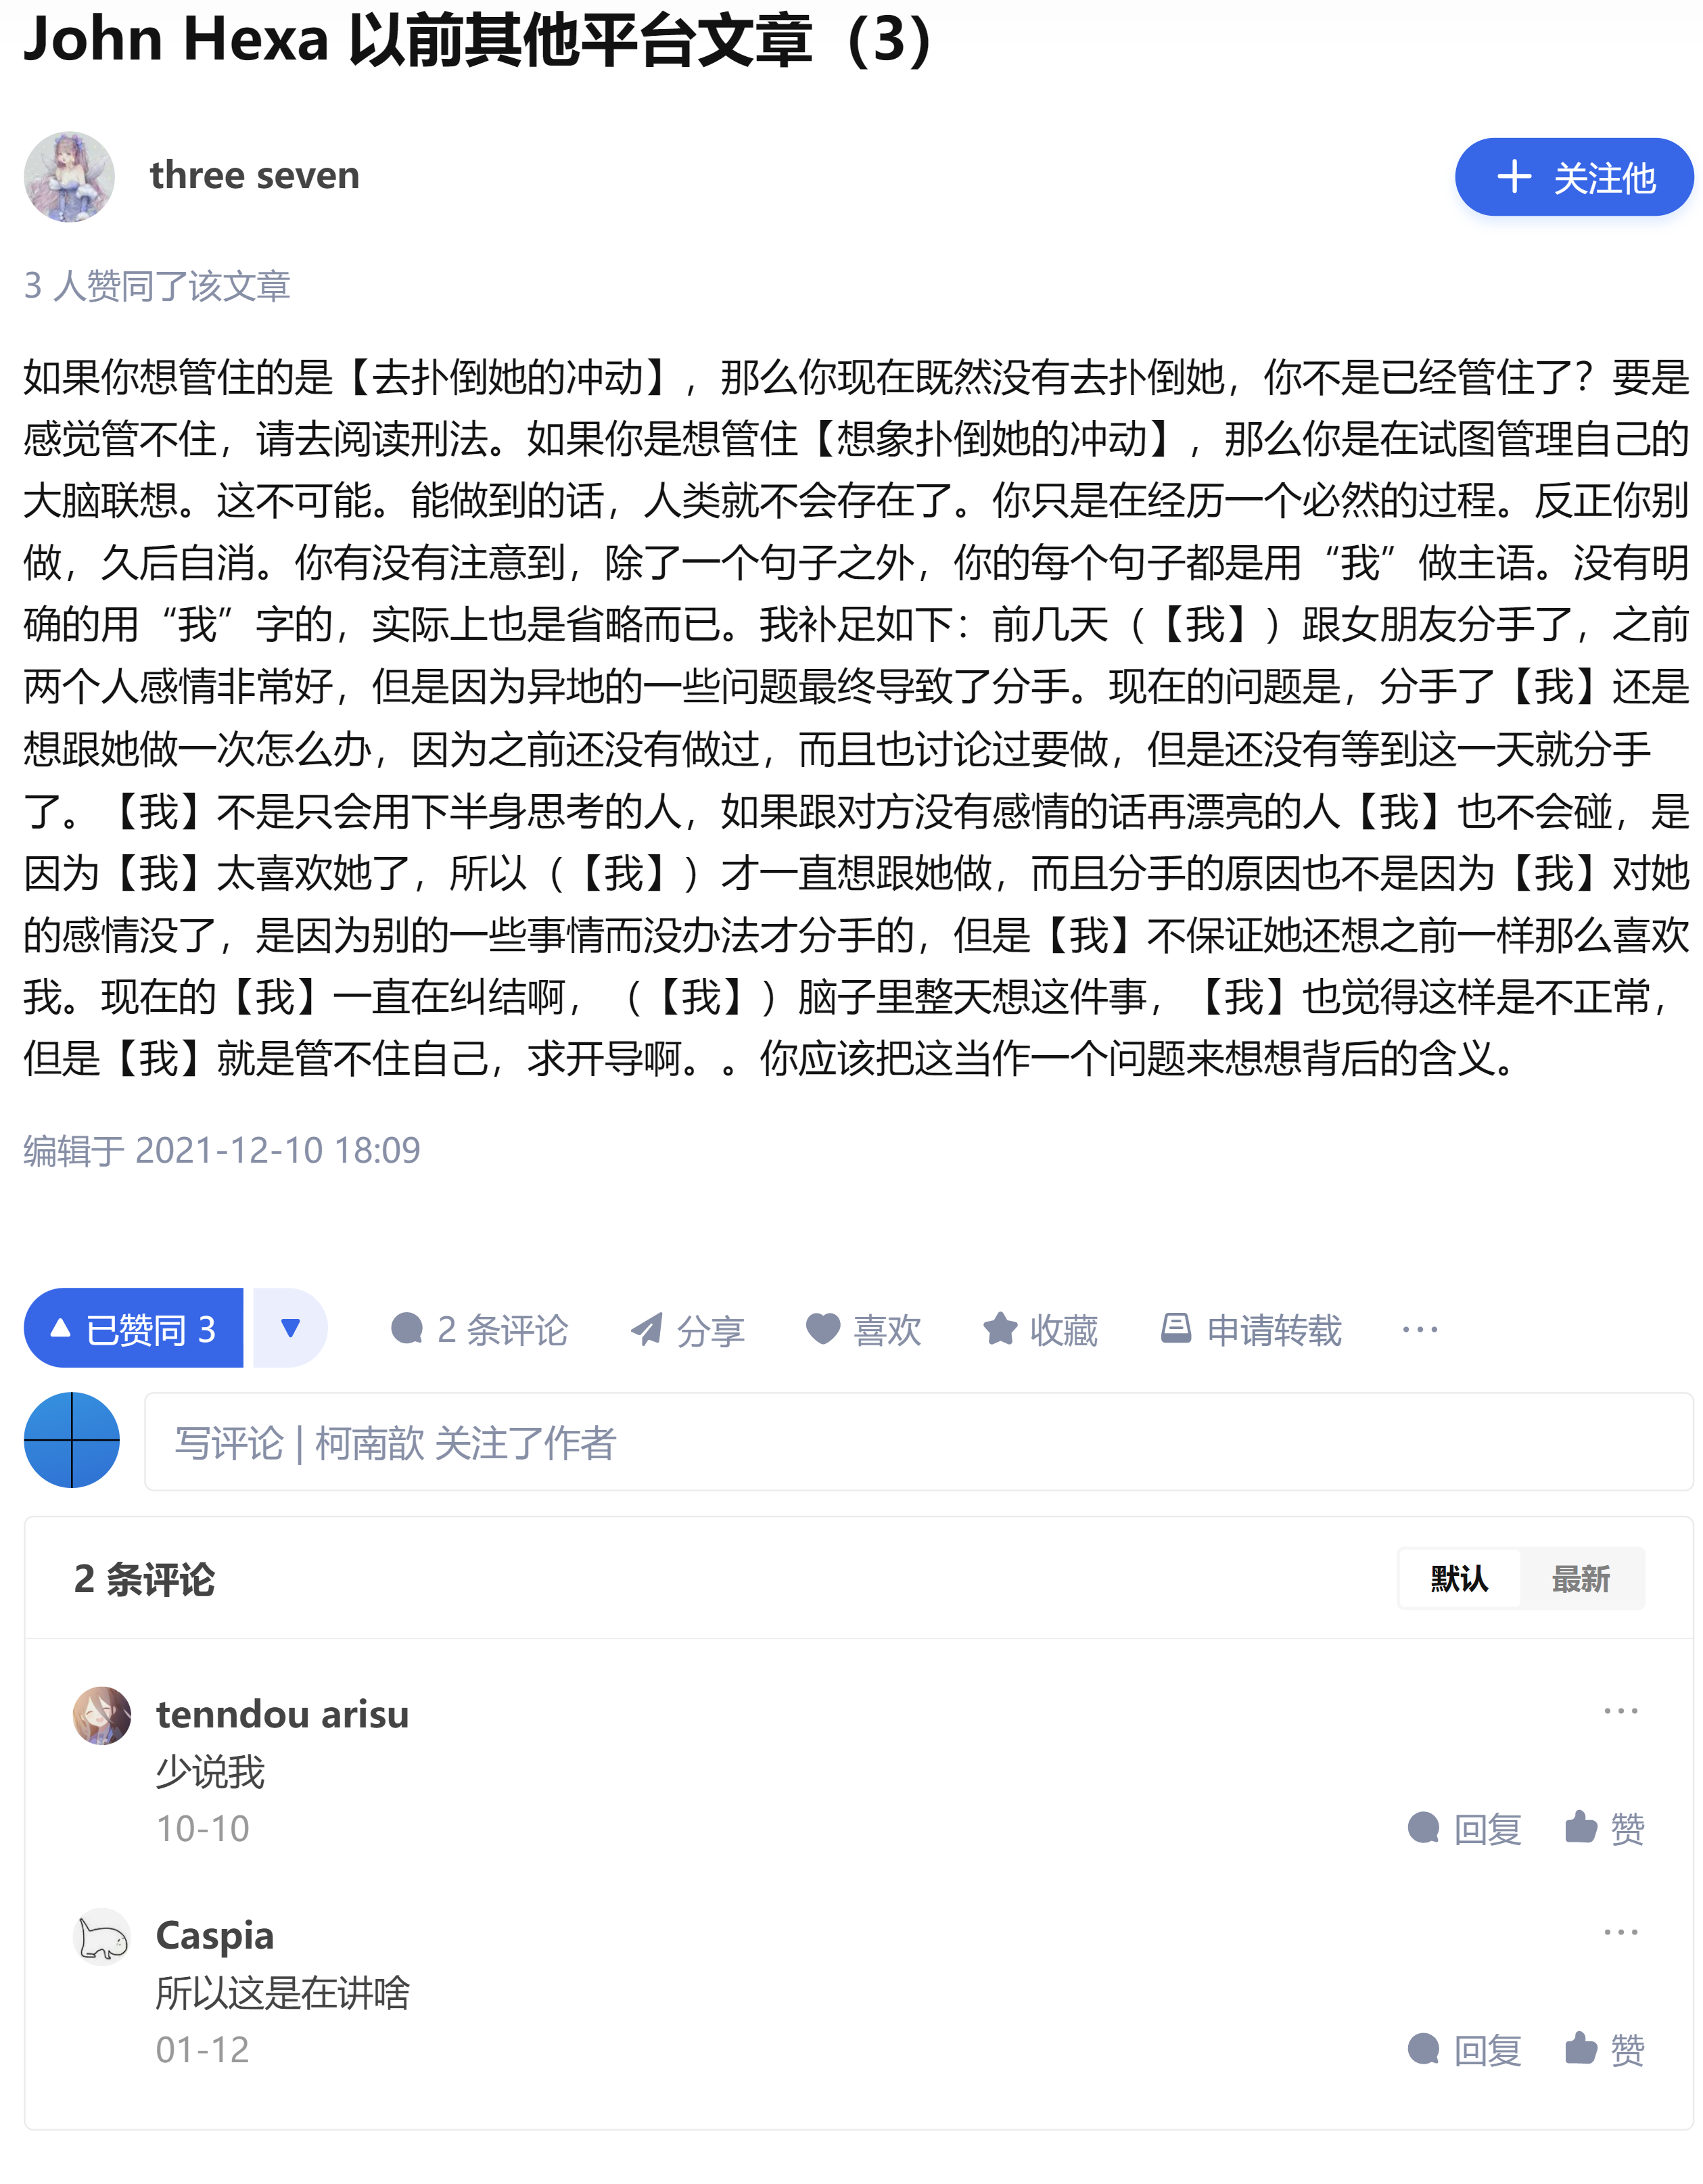 John Hexa 以前其他平台文章（3）
three seven
关注他
3 人赞同了该文章
如果你想管住的是【去扑倒她的冲动】，那么你现在既然没有去扑倒她，你不是已经管住了？要是
感觉管不住，请去阅读刑法。如果你是想管住【想象扑倒她的冲动】，那么你是在试图管理自己的
大脑联想。这不可能。能做到的话，人类就不会存在了。你只是在经历一个必然的过程。反正你别
做，久后自消。你有没有注意到，除了一个句子之外，你的每个句子都是用“我”做主语。没有明
确的用“我”字的，实际上也是省略而已。我补足如下：前几天（【我】）跟女朋友分手了，之前
两个人感情非常好，但是因为异地的一些问题最终导致了分手。现在的问题是，分手了【我】还是
想跟她做一次怎么办，因为之前还没有做过，而且也讨论过要做，但是还没有等到这一天就分手
了。【我】不是只会用下半身思考的人，如果跟对方没有感情的话再漂亮的人【我】也不会碰，是
因为【我】太喜欢她了，所以（【我】）才一直想跟她做，而且分手的原因也不是因为【我】对她
的感情没了，是因为别的一些事情而没办法才分手的，但是【我】不保证她还想之前一样那么喜欢
我。现在的【我】一直在纠结啊，（【我】）脑子里整天想这件事，【我】也觉得这样是不正常，
但是【我】就是管不住自己，求开导啊。。你应该把这当作一个问题来想想背后的含义。
编辑于 2021-12-10 18:09
已赞同 3
2 条评论
分享
喜欢
收藏
申请转载
写评论 | 柯南歆 关注了作者
2 条评论
默认
最新
tenndou arisu
少说我
10-10
回复
赞
Caspia
所以这是在讲啥
01-12
回复
赞